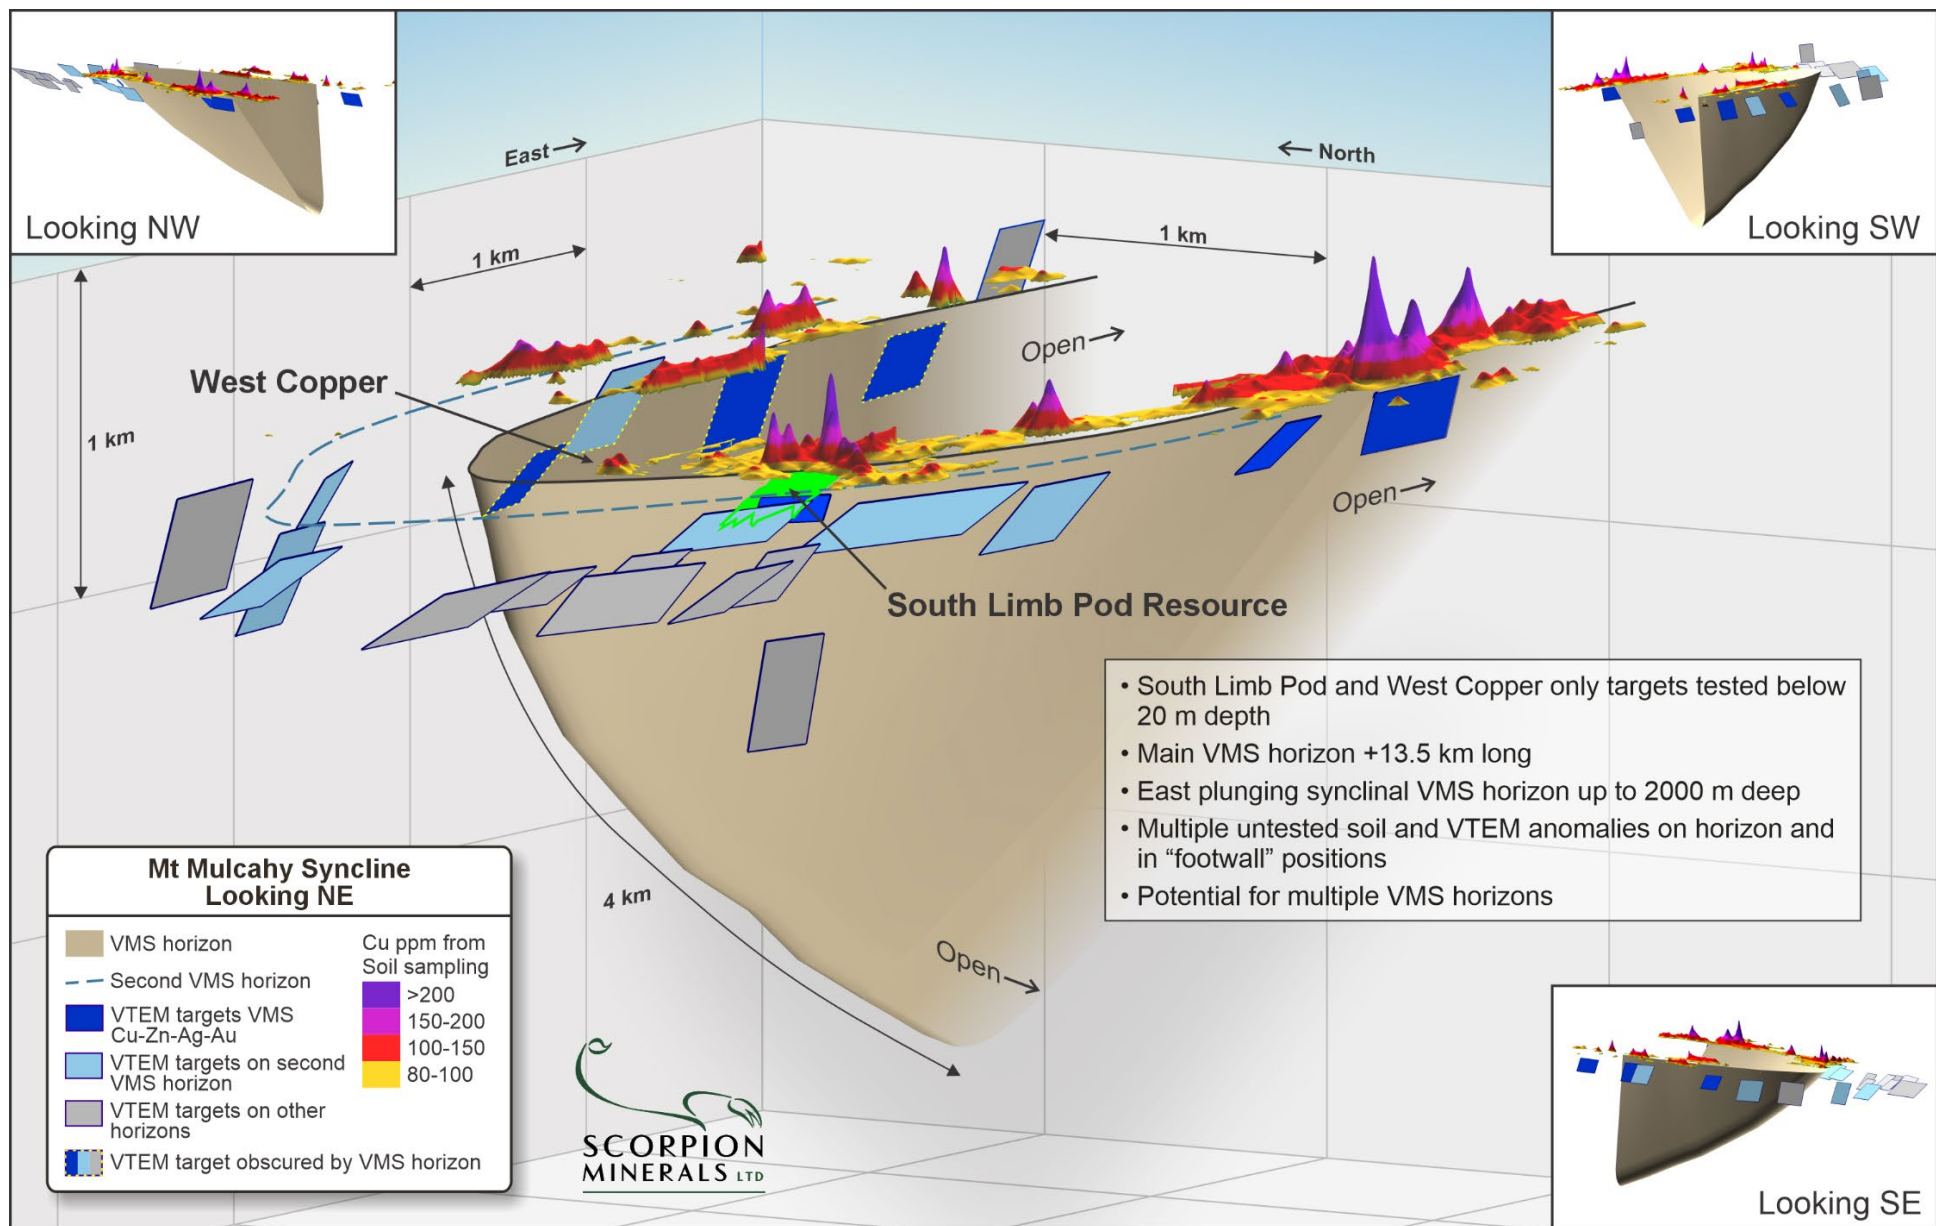 Looking NW
East
North
Looking SW
1 km
1 km
Open
West Copper
1 km
Open
South Limb Pod Resource
• South Limb Pod and West Copper only targets tested below
20 m depth
• Main VMS horizon +13.5 km long
• East plunging synclinal VMS horizon up to 2000 m deep
• Multiple untested soil and VTEM anomalies on horizon and
in “footwall” positions
• Potential for multiple VMS horizons
4 km
Open
Mt Mulcahy Syncline
Looking NE
VMS horizon
Second VMS horizon
VTEM targets VMS
Cu-Zn-Ag-Au
VTEM targets on second
VMS horizon
VTEM targets on other
horizons
VTEM target obscured by VMS horizon
Cu ppm from
Soil sampling
>200
150-200
100-150
80-100
SCORPION
MINERALS LTD
Looking SE